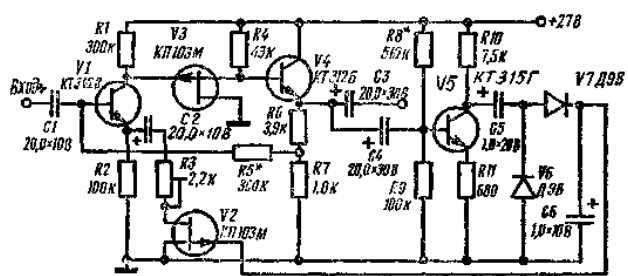 +27В
R1
300к
V3
КП103М
R4
43к
V4
КТ312Б
R8*
510к
R10
7,5к
V1
КТ315В
Вход
C1
20,0×10В
C2
20,0×10В
C3
20,0×30В
V5
КТ315Г
V7 Д9В
R6
3,9к
C4
20,0×30В
C5
1,0×20В
R2
100к
R3
2,2к
R5*
300к
R7
1,0к
R9
100к
R11
680
V6
Д9В
C6
1,0×10В
V2
КП103М